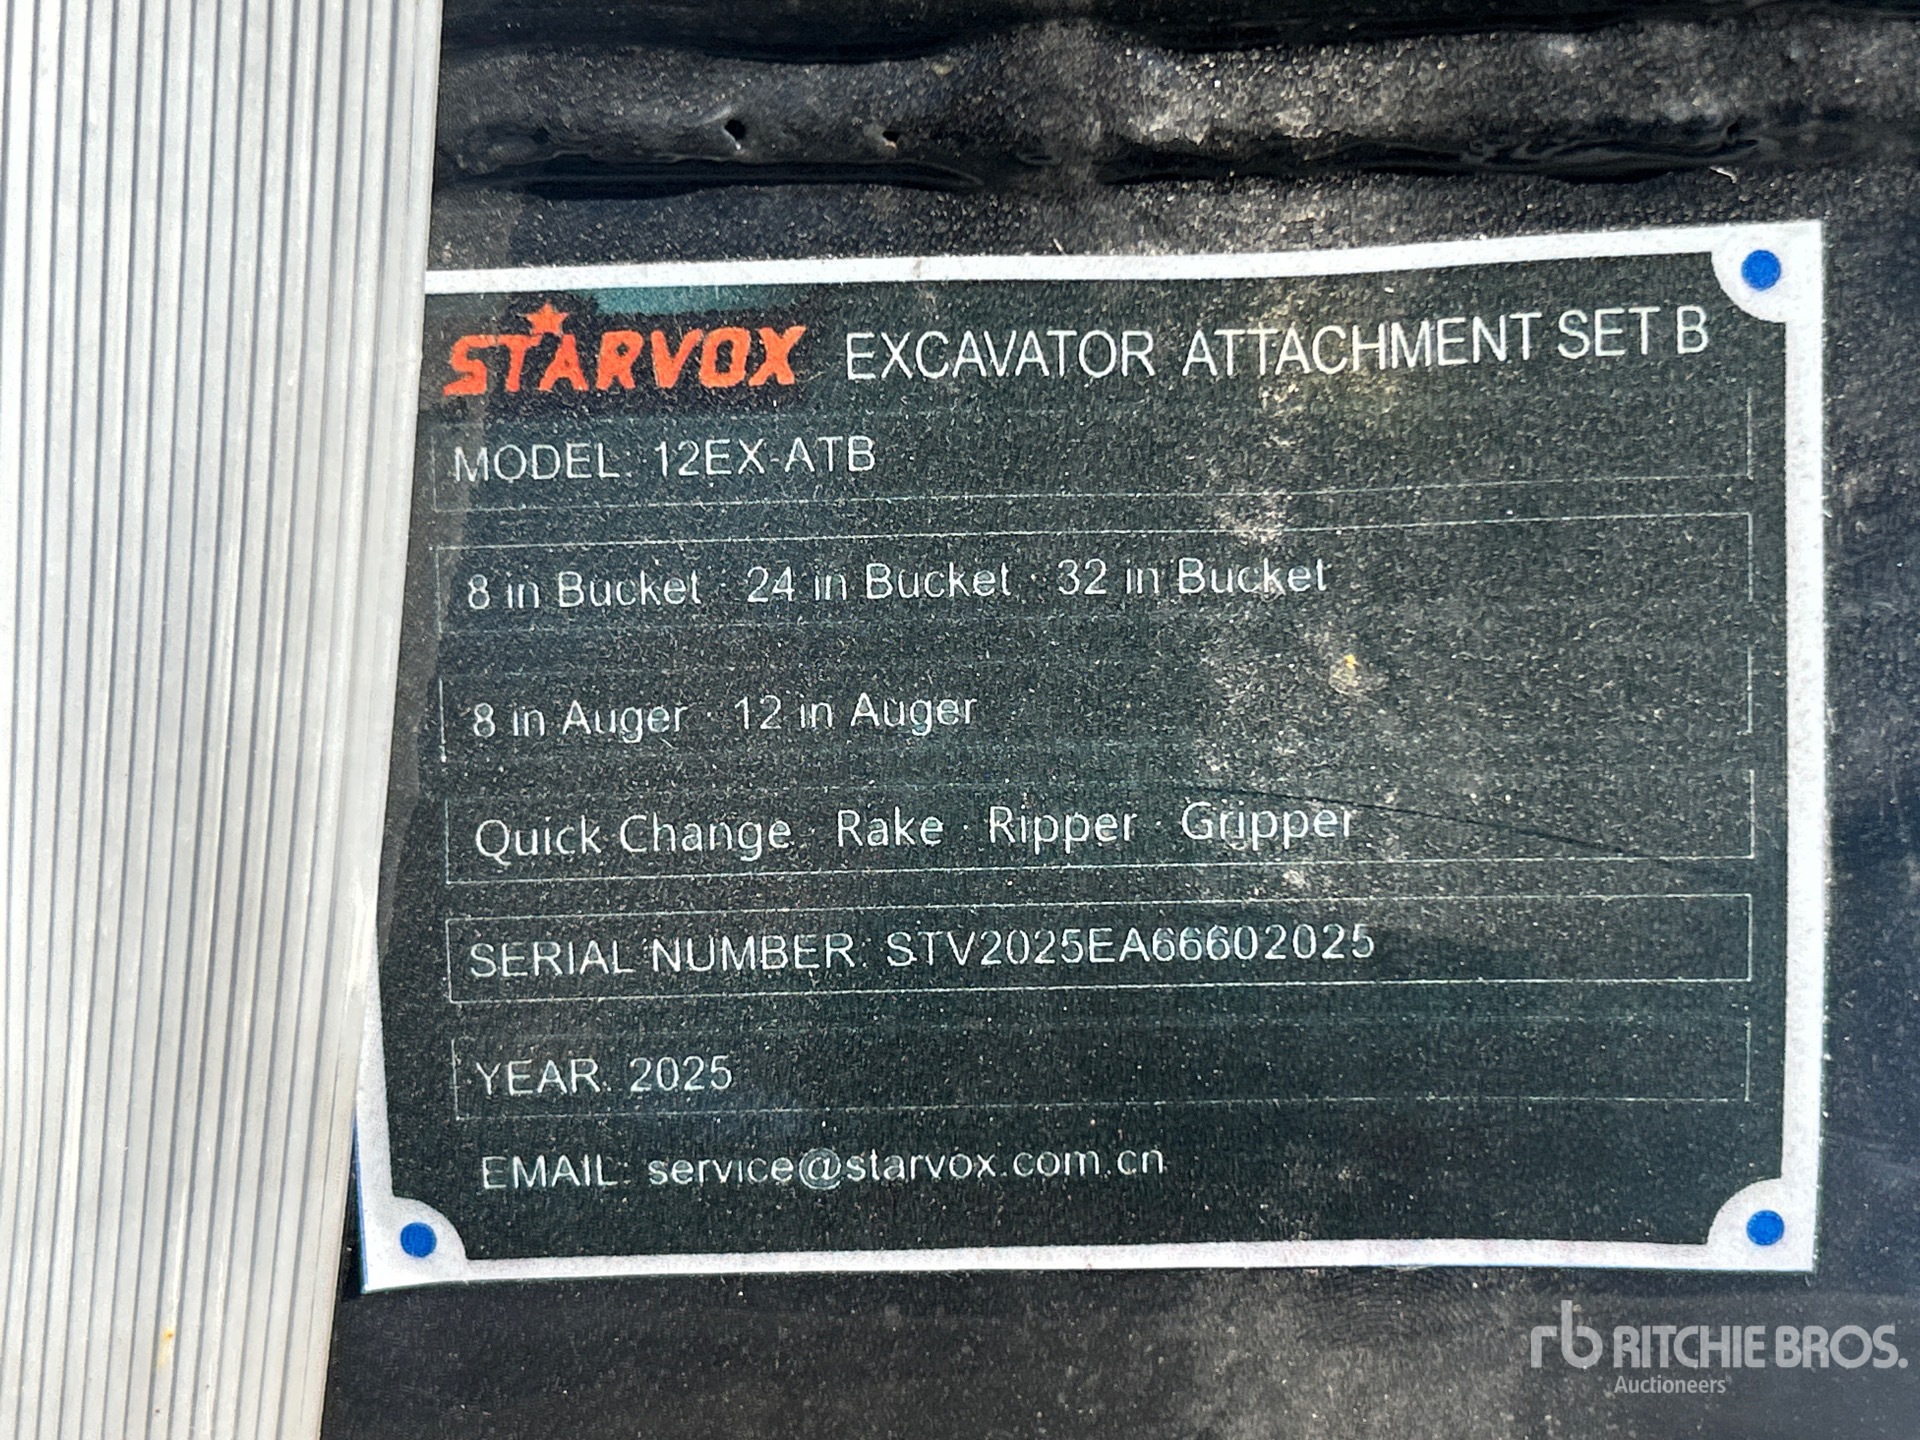 STARVOX EXCAVATOR ATTACHMENT SET B
MODEL: 12EX-ATB
8 in Bucket · 24 in Bucket · 32 in Bucket
8 in Auger · 12 in Auger
Quick Change · Rake · Ripper · Gripper
SERIAL NUMBER: STV2025EA66602025
YEAR: 2025
EMAIL: service@starvox.com.cn
rb RITCHIE BROS.
Auctioneers